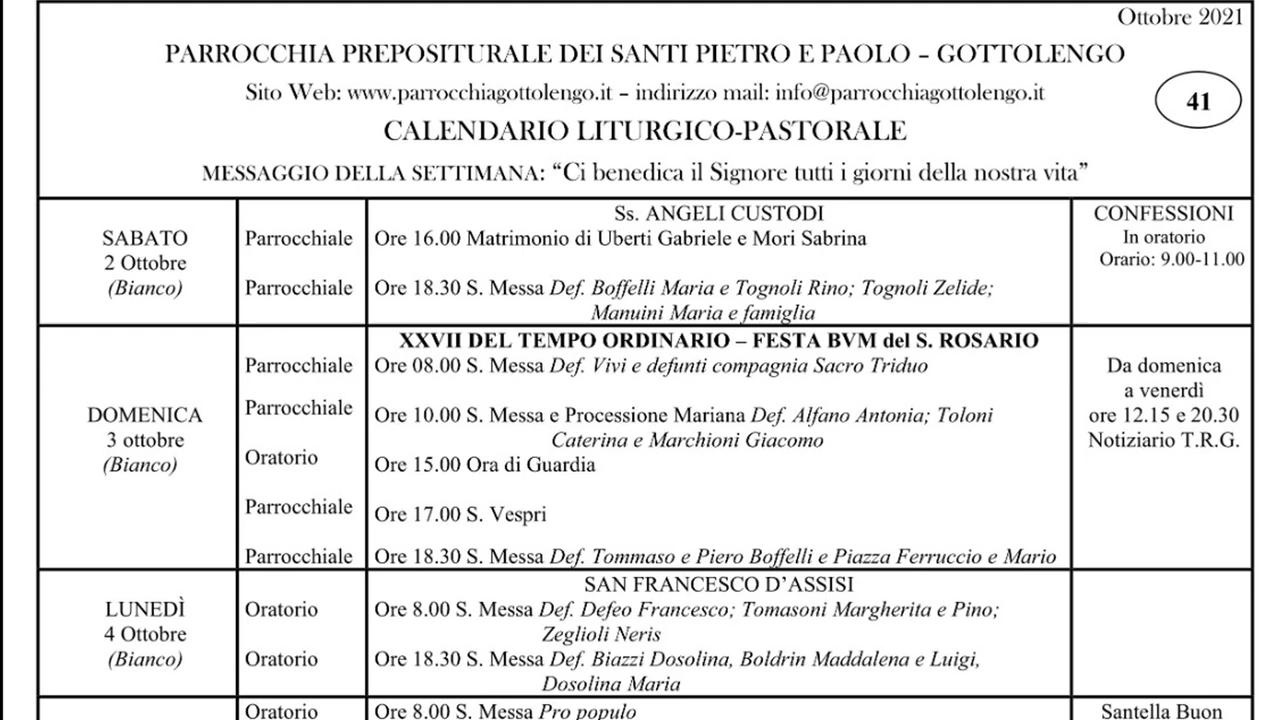 Ottobre 2021
PARROCCHIA PREPOSITURALE DEI SANTI PIETRO E PAOLO – GOTTOLENGO
Sito Web: www.parrocchiagottolengo.it – indirizzo mail: info@parrocchiagottolengo.it
41
CALENDARIO LITURGICO-PASTORALE
MESSAGGIO DELLA SETTIMANA: “Ci benedica il Signore tutti i giorni della nostra vita”
SABATO
2 Ottobre
(Bianco)
Parrocchiale
Parrocchiale
Ss. ANGELI CUSTODI
Ore 16.00 Matrimonio di Uberti Gabriele e Mori Sabrina
Ore 18.30 S. Messa Def. Boffelli Maria e Tognoli Rino; Tognoli Zelide;
Manuini Maria e famiglia
CONFESSIONI
In oratorio
Orario: 9.00-11.00
DOMENICA
3 ottobre
(Bianco)
Parrocchiale
Parrocchiale
Oratorio
Parrocchiale
Parrocchiale
XXVII DEL TEMPO ORDINARIO – FESTA BVM del S. ROSARIO
Ore 08.00 S. Messa Def. Vivi e defunti compagnia Sacro Triduo
Ore 10.00 S. Messa e Processione Mariana Def. Alfano Antonia; Toloni
Caterina e Marchioni Giacomo
Ore 15.00 Ora di Guardia
Ore 17.00 S. Vespri
Ore 18.30 S. Messa Def. Tommaso e Piero Boffelli e Piazza Ferruccio e Mario
Da domenica
a venerdì
ore 12.15 e 20.30
Notiziario T.R.G.
LUNEDÌ
4 Ottobre
(Bianco)
Oratorio
Oratorio
SAN FRANCESCO D’ASSISI
Ore 8.00 S. Messa Def. Defeo Francesco; Tomasoni Margherita e Pino;
Zeglioli Neris
Ore 18.30 S. Messa Def. Biazzi Dosolina, Boldrin Maddalena e Luigi,
Dosolina Maria
Oratorio
Ore 8.00 S. Messa Pro populo
Santella Buon